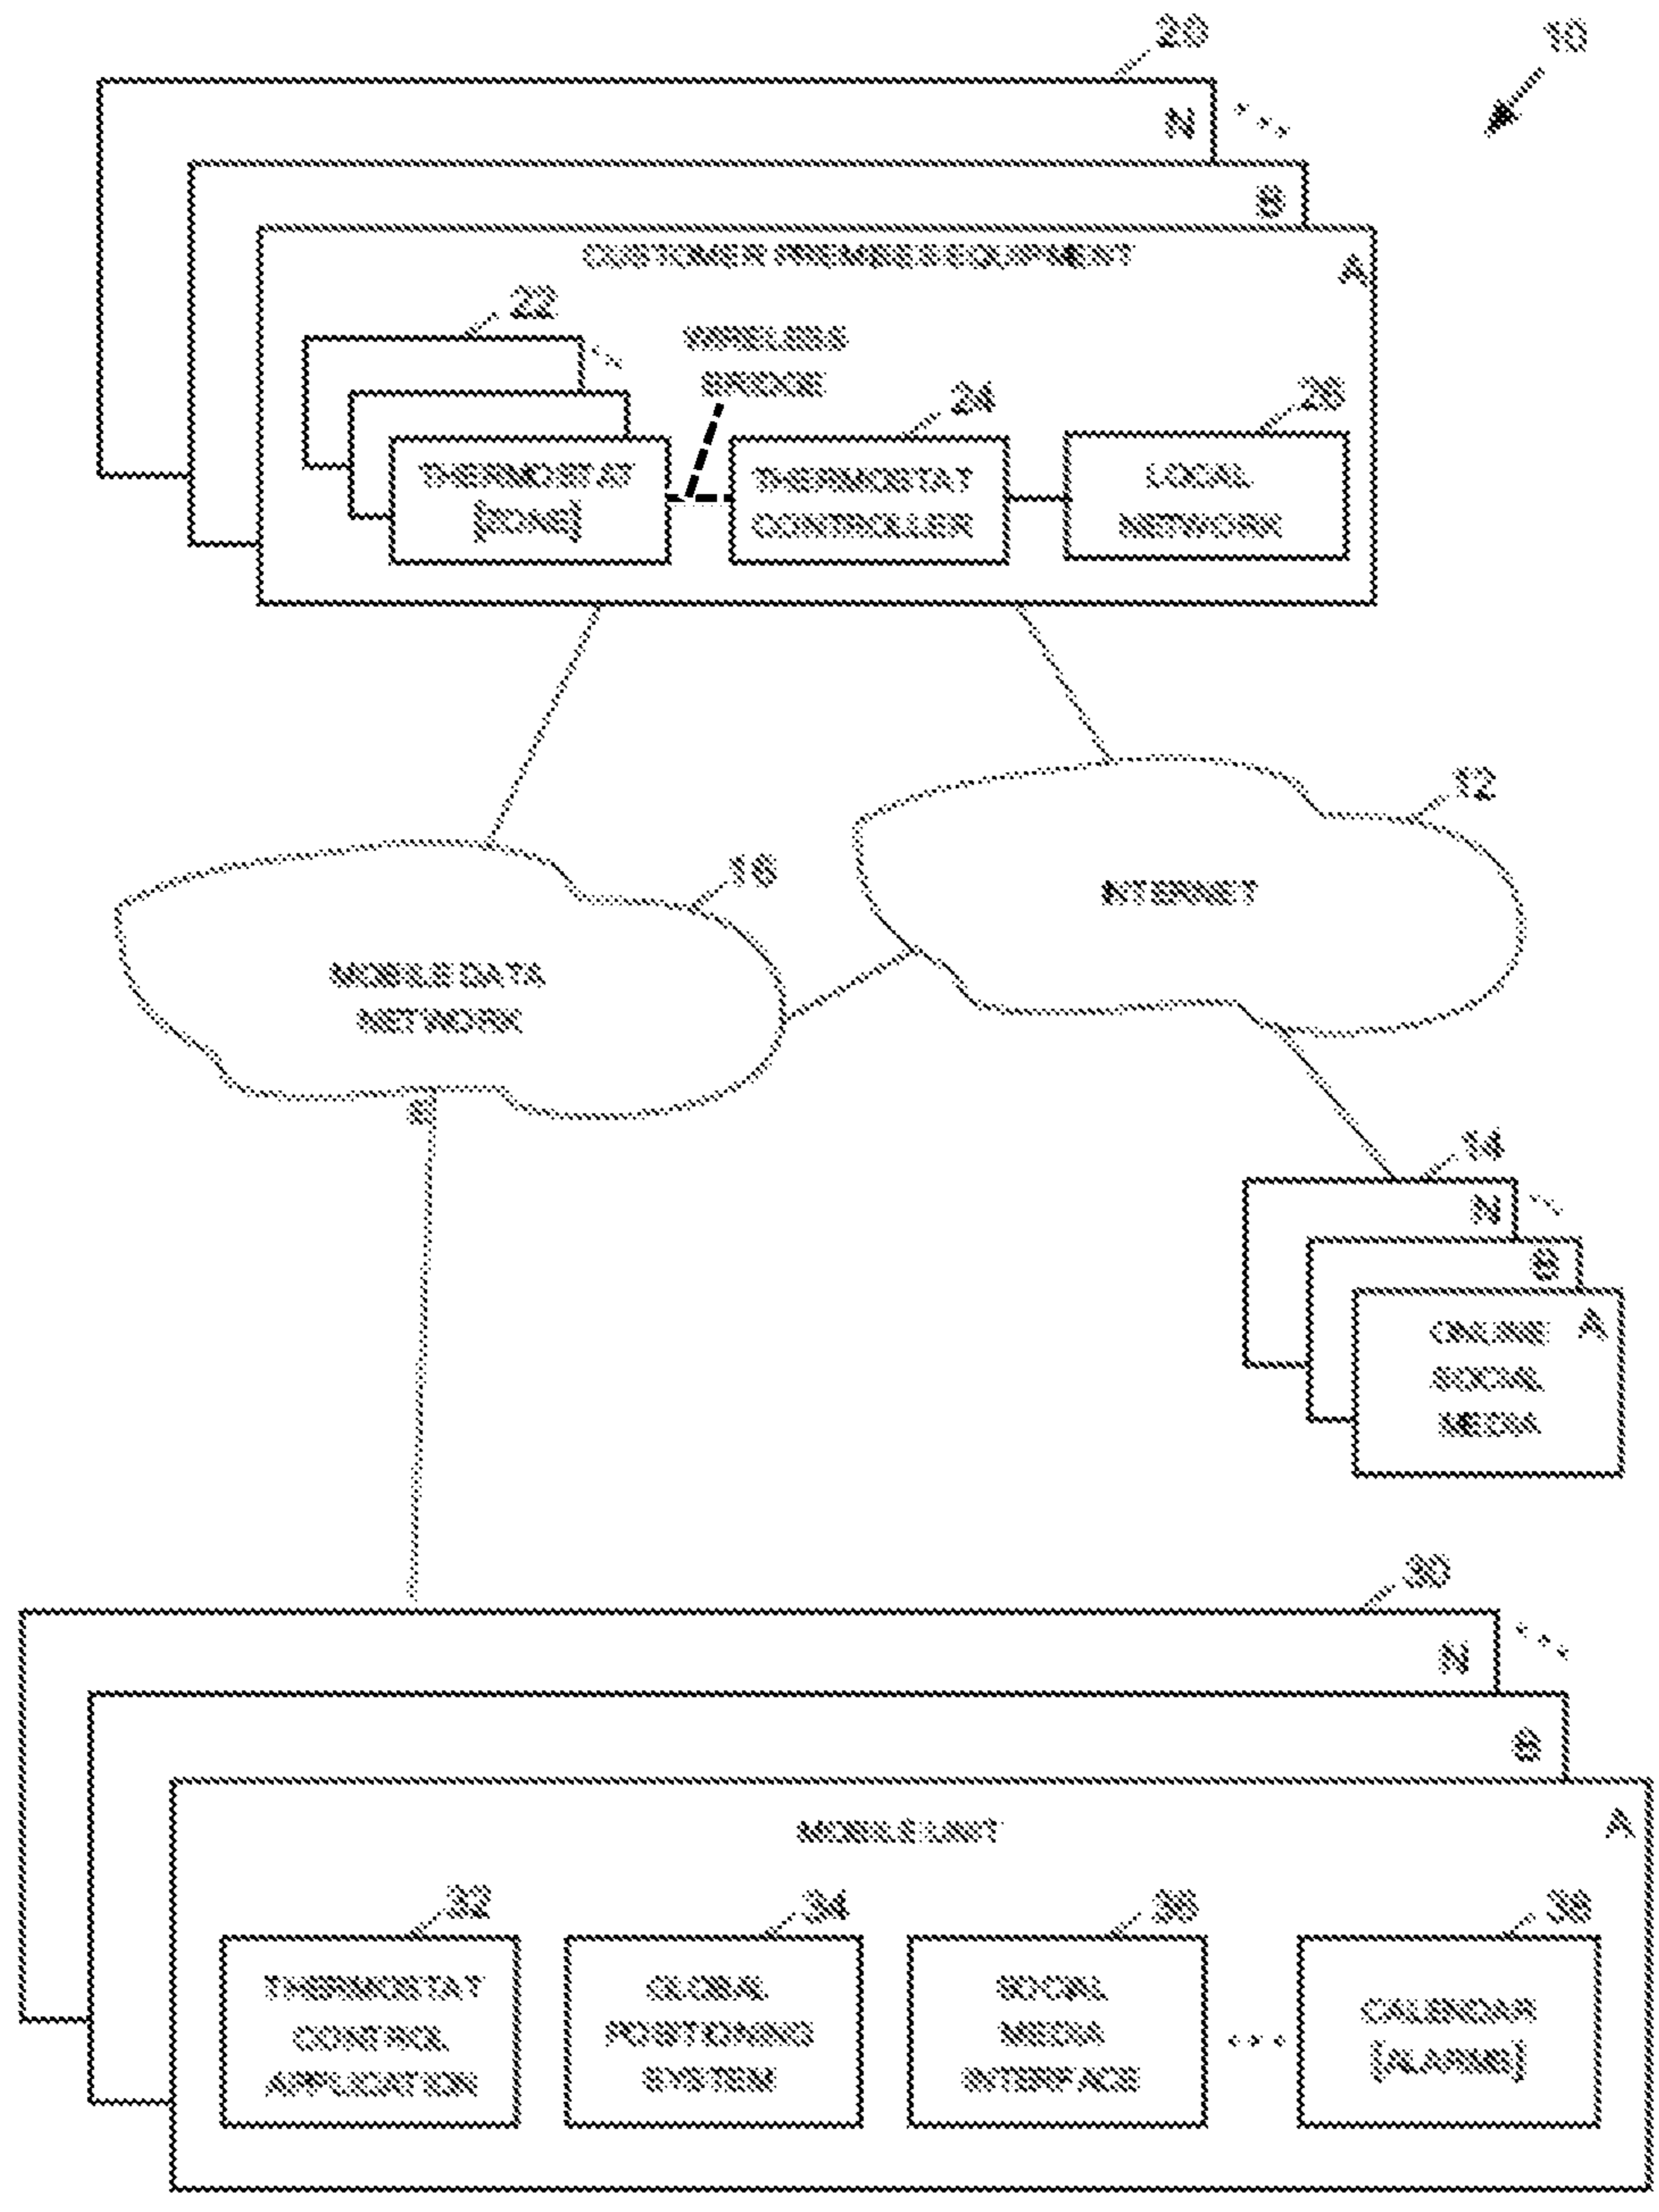 20
10
N
B
CUSTOMER PREMISES EQUIPMENT
A
22
WIRELESS
BRIDGE
24
26
THERMOSTAT
[ZONE]
THERMOSTAT
CONTROLLER
LOCAL
NETWORK
12
16
INTERNET
MOBILE DATA
NETWORK
14
N
B
A
ONLINE
SOCIAL
MEDIA
30
N
B
MOBILE UNIT
A
32
34
36
38
THERMOSTAT
CONTROL
APPLICATION
GLOBAL
POSITIONING
SYSTEM
SOCIAL
MEDIA
INTERFACE
...
CALENDAR
[ALARMS]